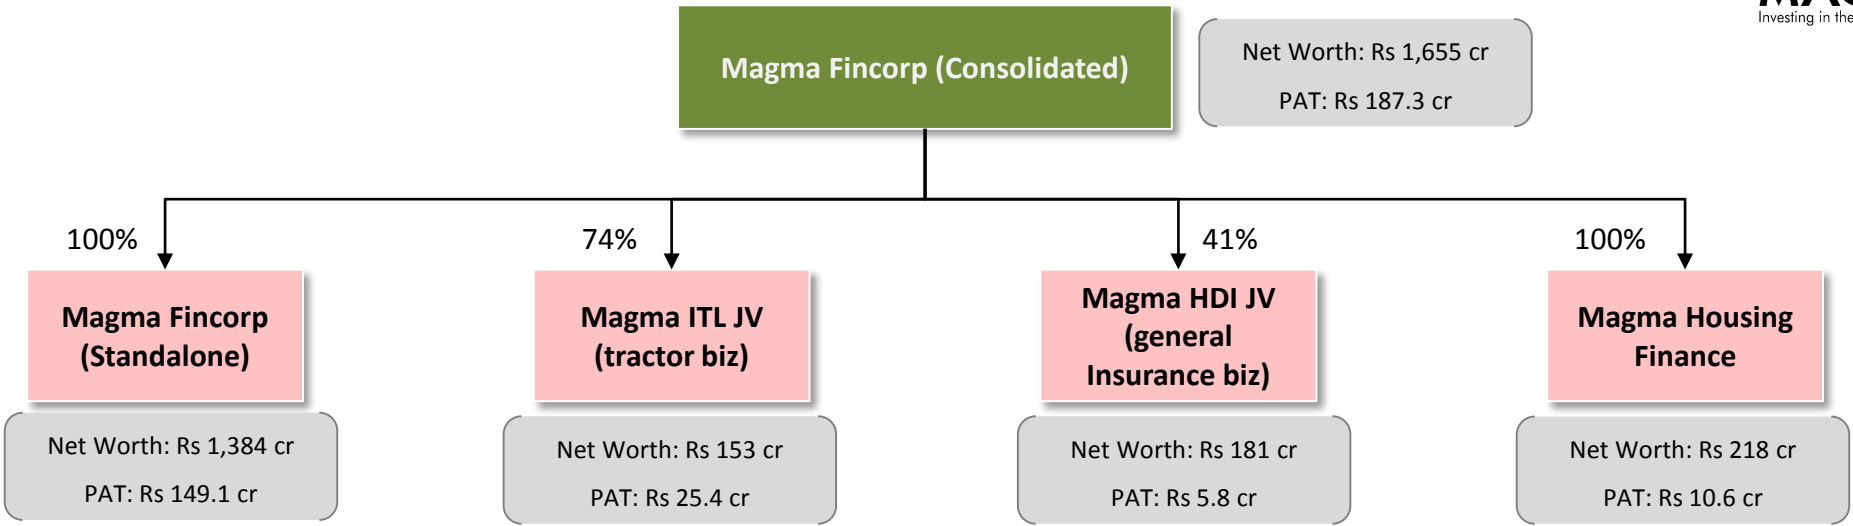 Investing in the
Magma Fincorp (Consolidated)
Net Worth: Rs 1,655 cr
PAT: Rs 187.3 cr
100%
74%
41%
100%
Magma Fincorp
(Standalone)
Magma ITL JV
(tractor biz)
Magma HDI JV
(general
Insurance biz)
Magma Housing
Finance
Net Worth: Rs 1,384 cr
PAT: Rs 149.1 cr
Net Worth: Rs 153 cr
PAT: Rs 25.4 cr
Net Worth: Rs 181 cr
PAT: Rs 5.8 cr
Net Worth: Rs 218 cr
PAT: Rs 10.6 cr